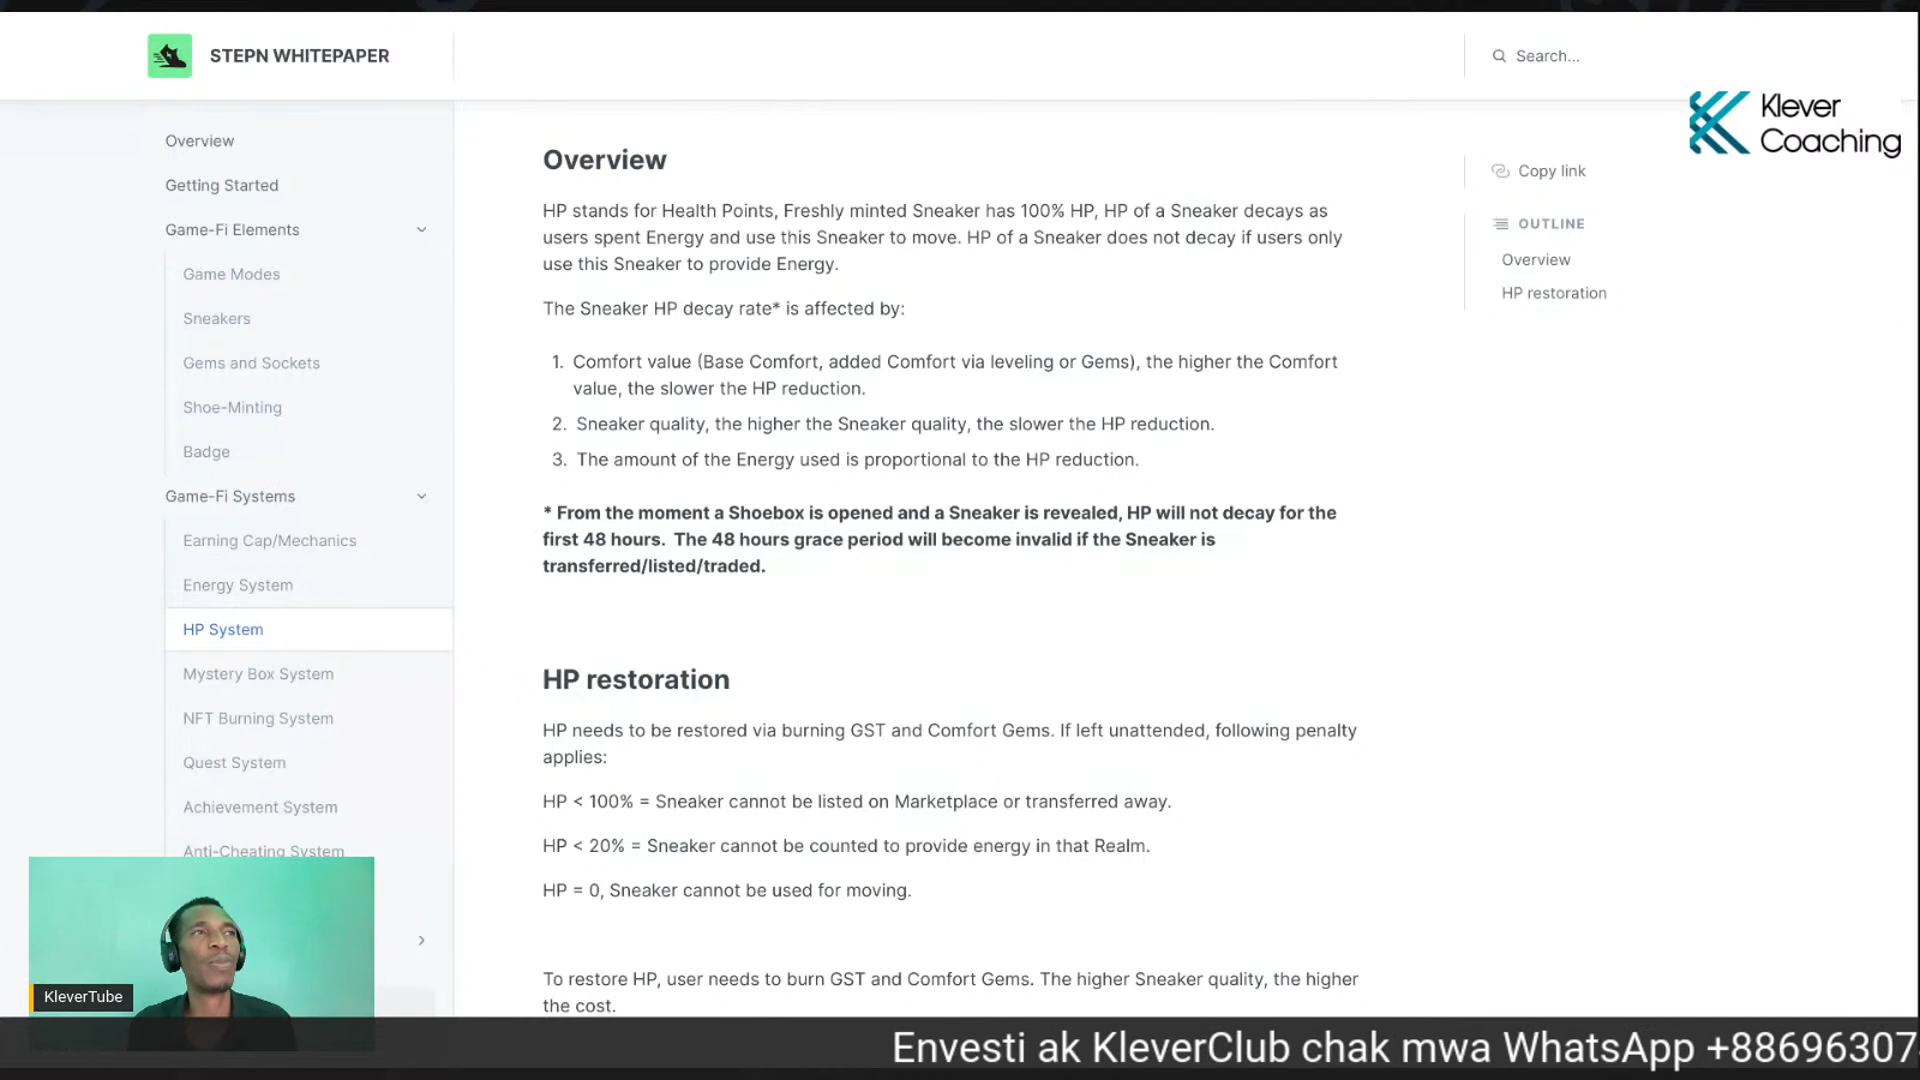 STEPN WHITEPAPER
Search...
Klever
Coaching
Overview
Getting Started
Game-Fi Elements
Game Modes
Sneakers
Gems and Sockets
Shoe-Minting
Badge
Game-Fi Systems
Earning Cap/Mechanics
Energy System
HP System
Mystery Box System
NFT Burning System
Quest System
Achievement System
Anti-Cheating System
Overview
HP stands for Health Points, Freshly minted Sneaker has 100% HP, HP of a Sneaker decays as
users spent Energy and use this Sneaker to move. HP of a Sneaker does not decay if users only
use this Sneaker to provide Energy.
The Sneaker HP decay rate* is affected by:
1. Comfort value (Base Comfort, added Comfort via leveling or Gems), the higher the Comfort
value, the slower the HP reduction.
2. Sneaker quality, the higher the Sneaker quality, the slower the HP reduction.
3. The amount of the Energy used is proportional to the HP reduction.
* From the moment a Shoebox is opened and a Sneaker is revealed, HP will not decay for the
first 48 hours. The 48 hours grace period will become invalid if the Sneaker is
transferred/listed/traded.
HP restoration
HP needs to be restored via burning GST and Comfort Gems. If left unattended, following penalty
applies:
HP < 100% = Sneaker cannot be listed on Marketplace or transferred away.
HP < 20% = Sneaker cannot be counted to provide energy in that Realm.
HP = 0, Sneaker cannot be used for moving.
To restore HP, user needs to burn GST and Comfort Gems. The higher Sneaker quality, the higher
the cost.
Copy link
OUTLINE
Overview
HP restoration
KleverTube
Envesti ak KleverClub chak mwa WhatsApp +88696307